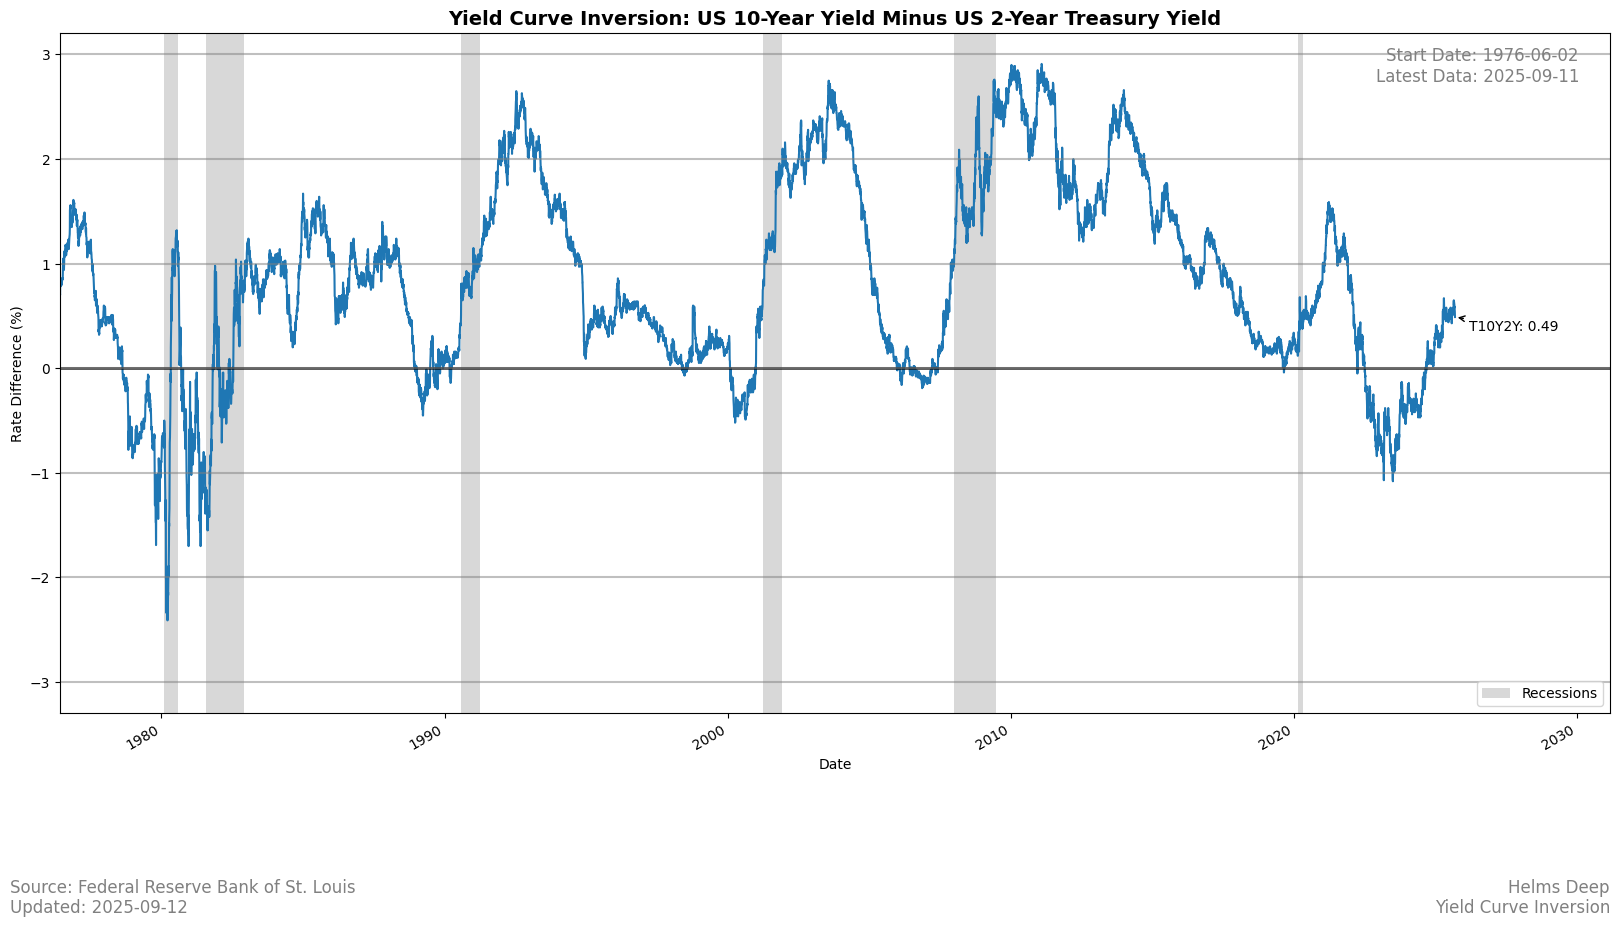 Yield Curve Inversion: US 10-Year Yield Minus US 2-Year Treasury Yield
Start Date: 1976-06-02
Latest Data: 2025-09-11
3
2
1
0
−1
−2
−3
Rate Difference (%)
T10Y2Y: 0.49
Recessions
1980
1990
2000
2010
2020
2030
Date
Source: Federal Reserve Bank of St. Louis
Updated: 2025-09-12
Helms Deep
Yield Curve Inversion